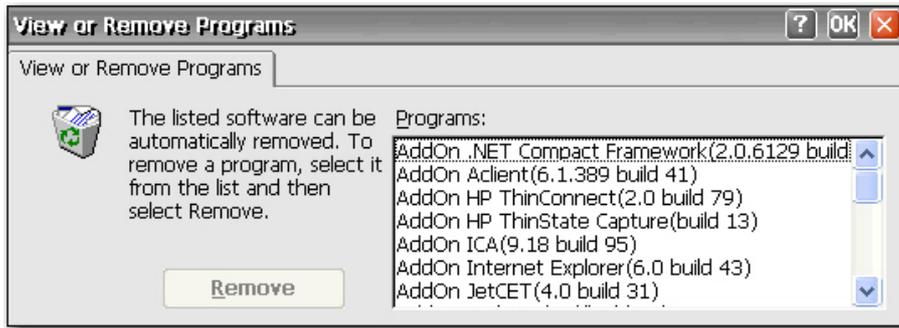 View or Remove Programs
? OK X
View or Remove Programs
The listed software can be
automatically removed. To
remove a program, select it
from the list and then
select Remove.
Remove
Programs:
AddOn .NET Compact Framework(2.0.6129 build
AddOn Aclient(6.1.389 build 41)
AddOn HP ThinConnect(2.0 build 79)
AddOn HP ThinState Capture(build 13)
AddOn ICA(9.18 build 95)
AddOn Internet Explorer(6.0 build 43)
AddOn JetCET(4.0 build 31)